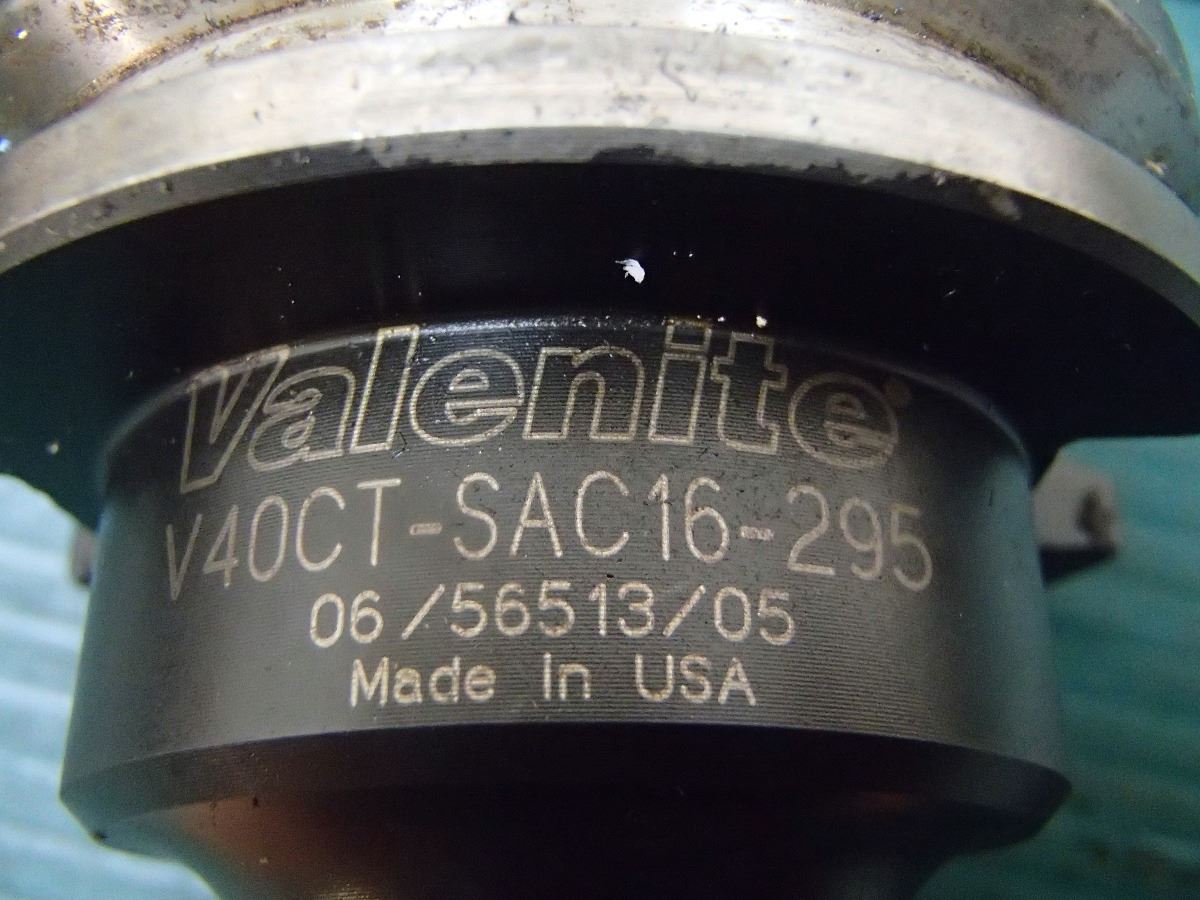 Valenite
V40CT-SAC16-295
06/56513/05
Made In USA